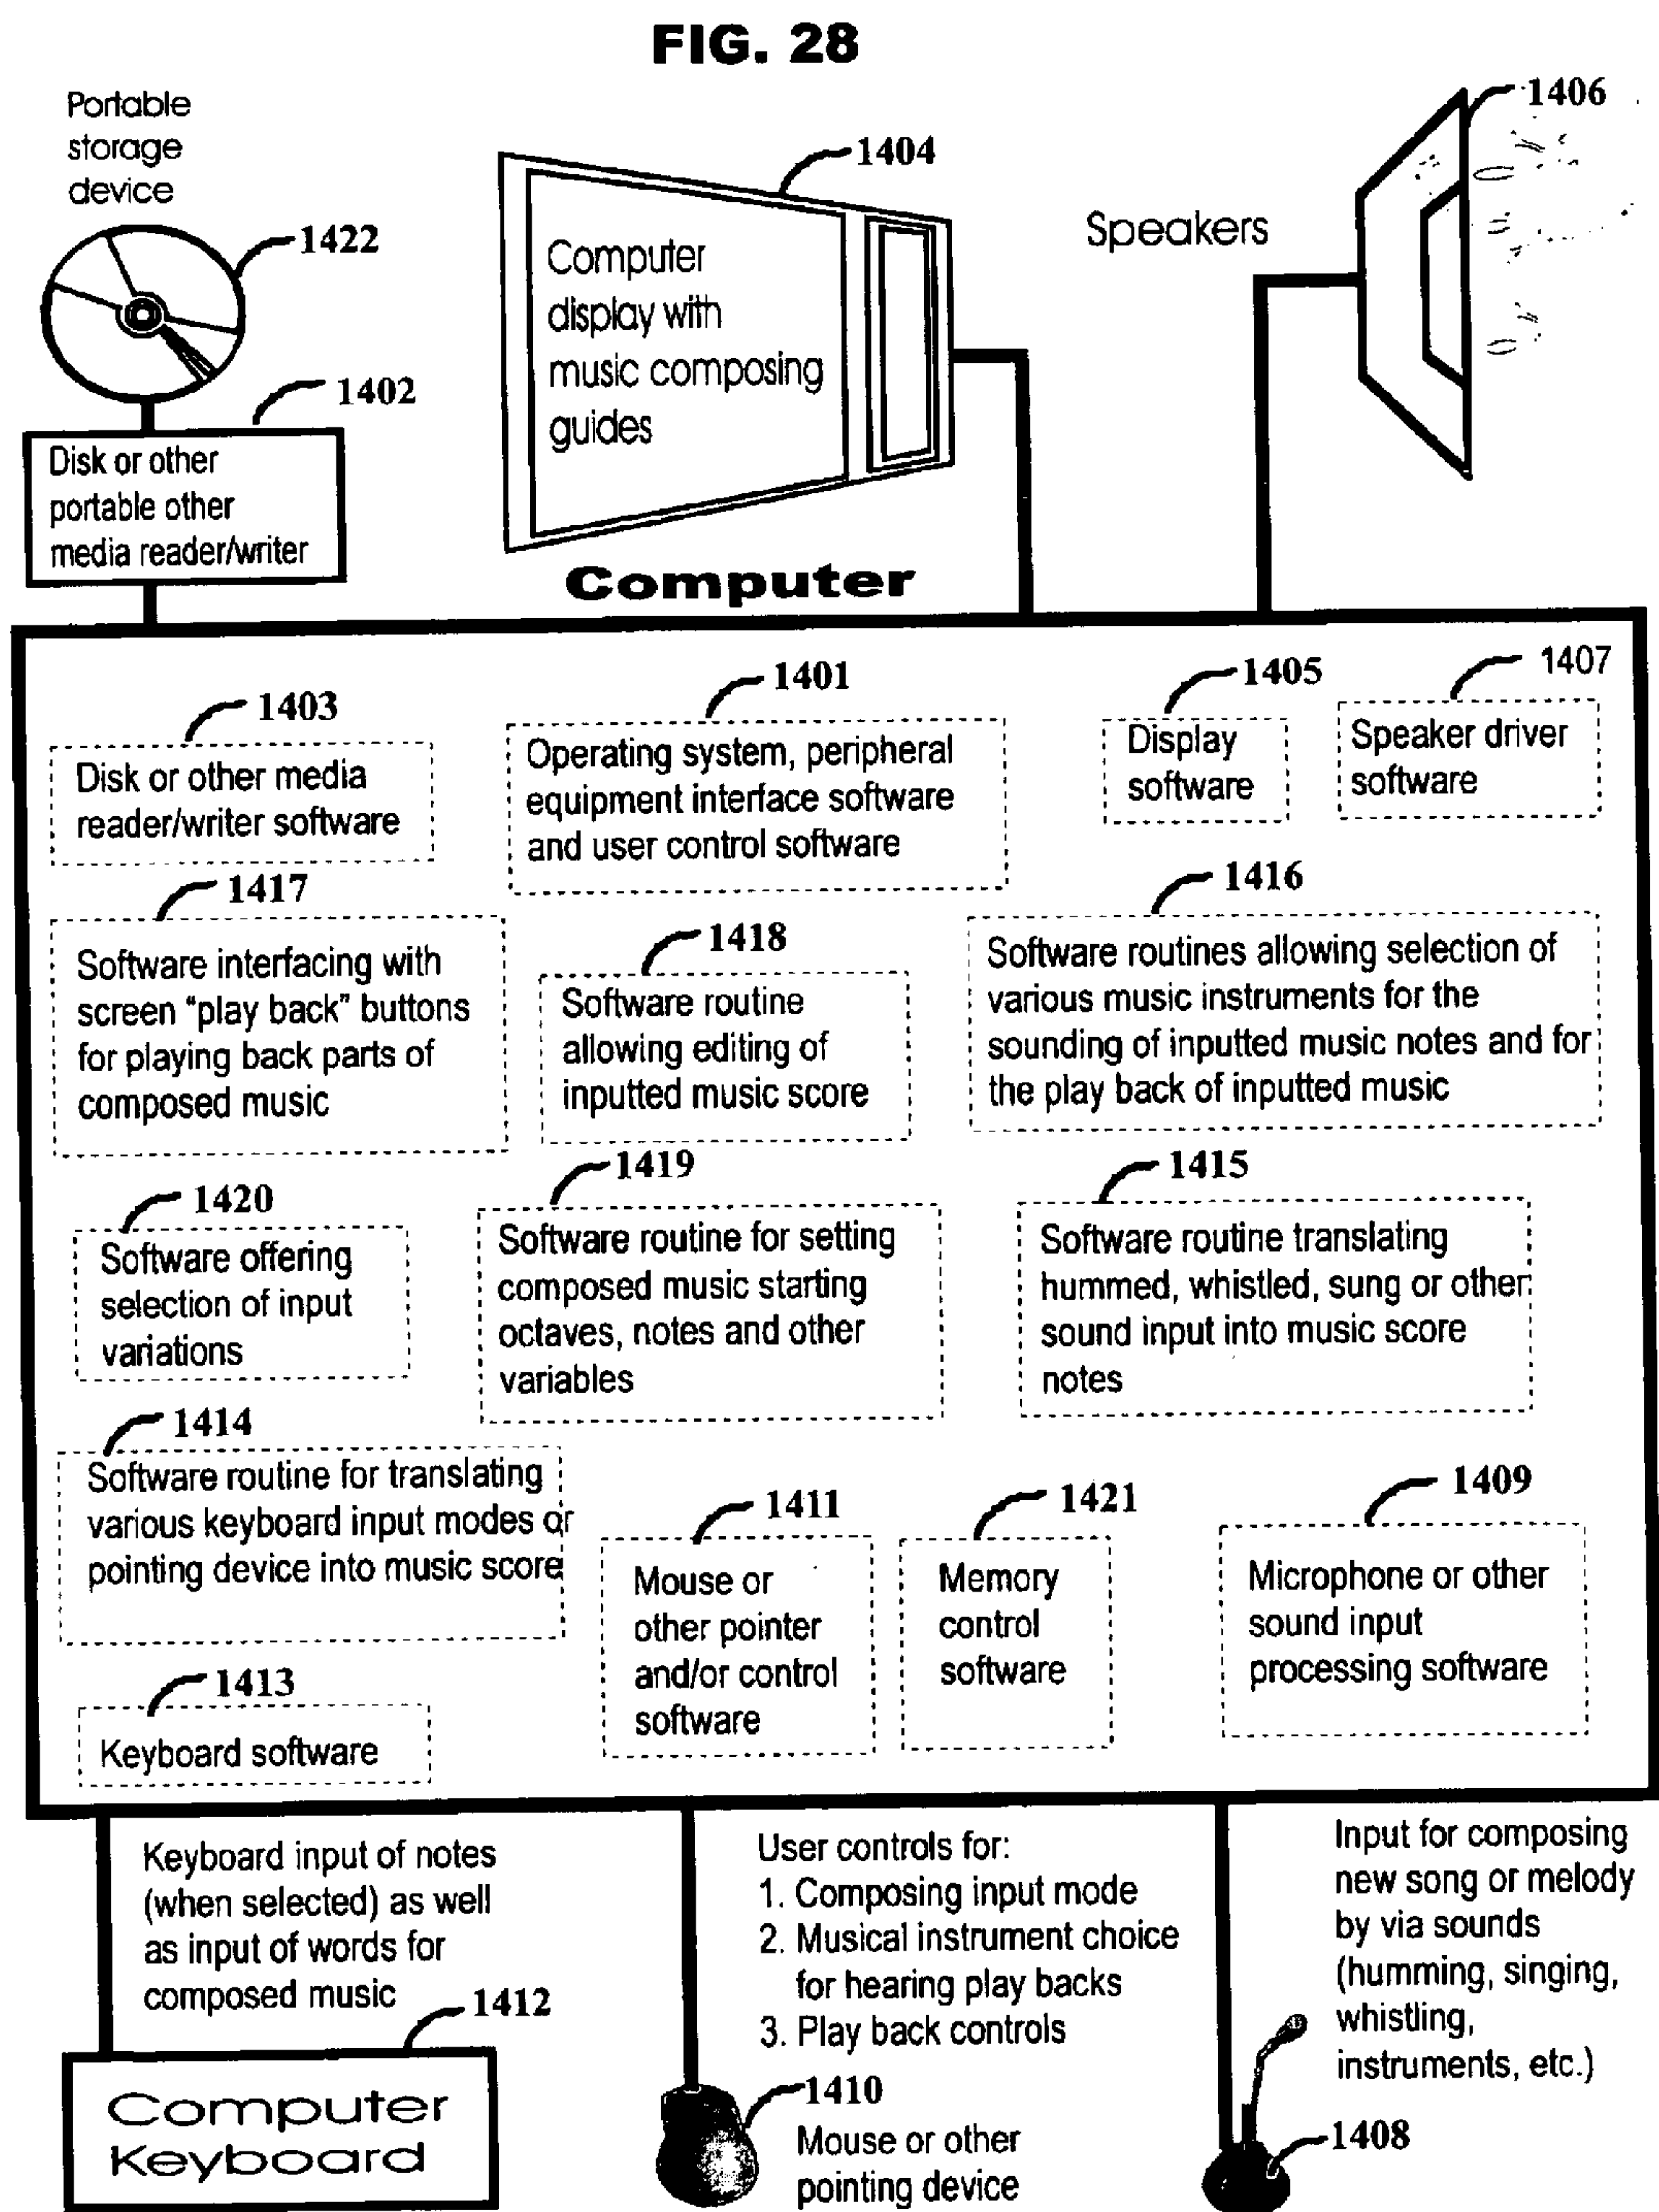 FIG. 28
Portable
storage
device
1422
1402
Disk or other
portable other
media reader/writer
1404
Computer
display with
music composing
guides
Speakers
1406
Computer
1403
Disk or other media
reader/writer software
1401
Operating system, peripheral
equipment interface software
and user control software
1405
Display
software
1407
Speaker driver
software
1417
Software interfacing with
screen "play back" buttons
for playing back parts of
composed music
1418
Software routine
allowing editing of
inputted music score
1416
Software routines allowing selection of
various music instruments for the
sounding of inputted music notes and for
the play back of inputted music
1420
Software offering
selection of input
variations
1419
Software routine for setting
composed music starting
octaves, notes and other
variables
1415
Software routine translating
hummed, whistled, sung or other
sound input into music score
notes
1414
Software routine for translating
various keyboard input modes or
pointing device into music score
1411
Mouse or
other pointer
and/or control
software
1421
Memory
control
software
1409
Microphone or other
sound input
processing software
1413
Keyboard software
Keyboard input of notes
(when selected) as well
as input of words for
composed music
1412
Computer
Keyboard
User controls for:
1. Composing input mode
2. Musical instrument choice
for hearing play backs
3. Play back controls
1410
Mouse or other
pointing device
Input for composing
new song or melody
by via sounds
(humming, singing,
whistling,
instruments, etc.)
1408